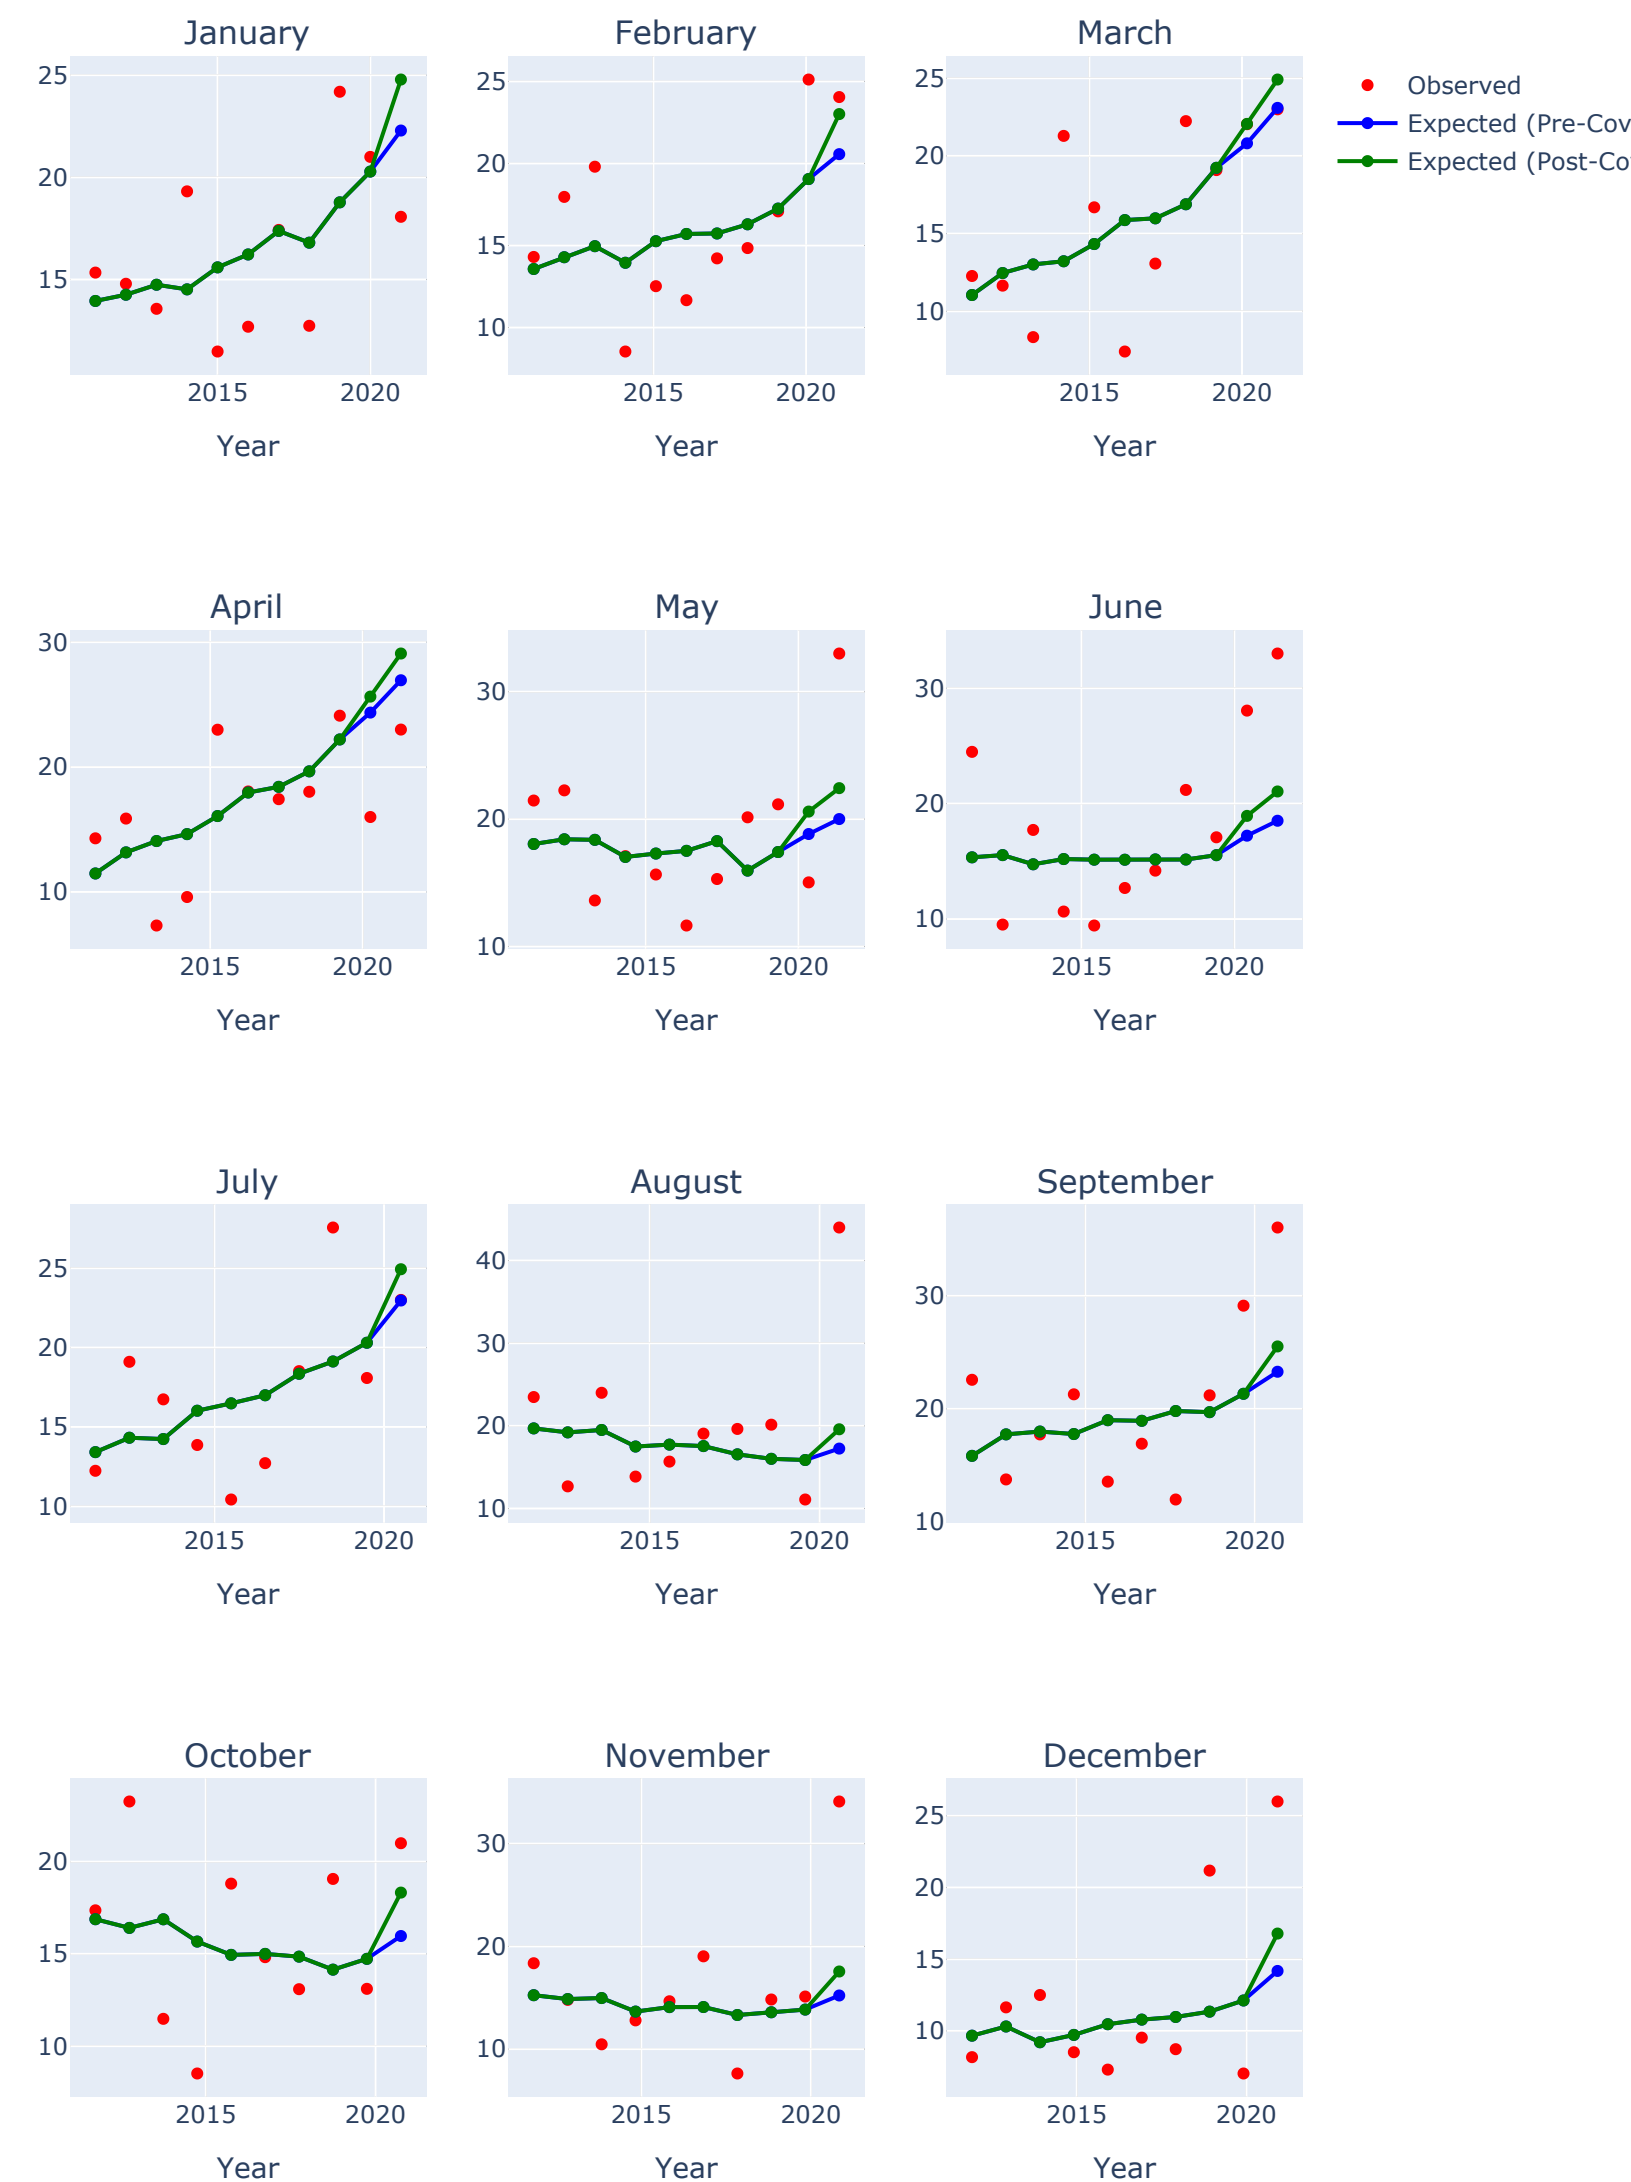 January
February
March
25
20
15
2015
2020
Year
25
20
15
10
2015
2020
Year
25
20
15
10
2015
2020
Year
Observed
Expected (Pre-Cov
Expected (Post-Co
April
May
June
30
20
10
2015
2020
Year
30
20
10
2015
2020
Year
30
20
10
2015
2020
Year
July
August
September
25
20
15
10
2015
2020
Year
40
30
20
10
2015
2020
Year
30
20
10
2015
2020
Year
October
November
December
20
15
10
2015
2020
Year
30
20
10
2015
2020
Year
25
20
15
10
2015
2020
Year